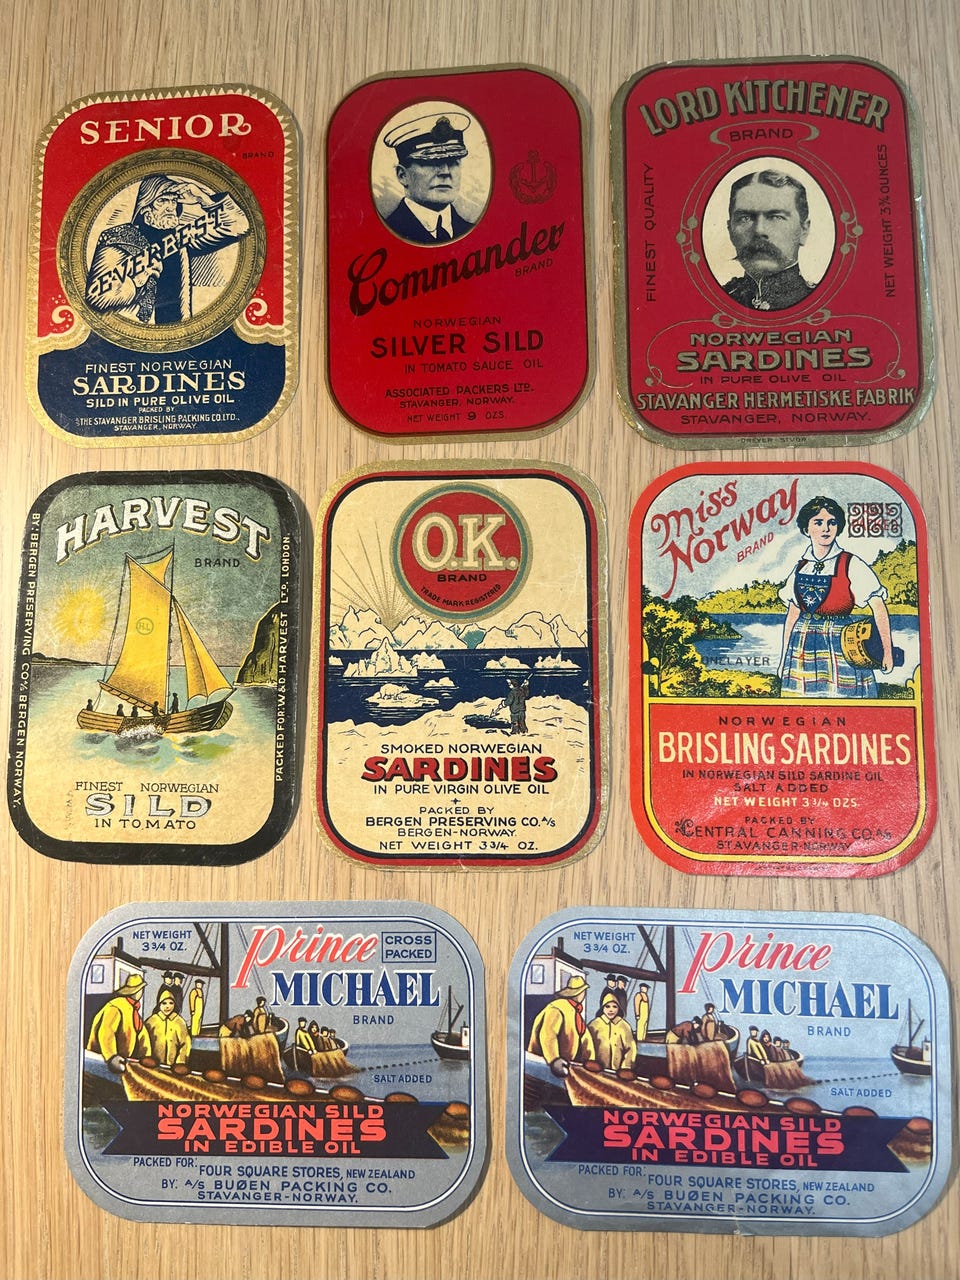 SENIOR
BRAND
EVERBEST
FINEST NORWEGIAN
SARDINES
SILD IN PURE OLIVE OIL
PACKED BY
THE STAVANGER BRISLING PACKING CO. LTD.
STAVANGER, NORWAY.
Commander
BRAND
NORWEGIAN
SILVER SILD
IN TOMATO SAUCE OIL
ASSOCIATED PACKERS LTD.
STAVANGER, NORWAY.
NET WEIGHT 9 OZS.
LORD KITCHENER
BRAND
FINEST QUALITY
NET WEIGHT 3¾ OUNCES
NORWEGIAN
SARDINES
IN PURE OLIVE OIL
STAVANGER HERMETISKE FABRIK
STAVANGER, NORWAY.
DREYER - STVGR
HARVEST
BRAND
BY: BERGEN PRESERVING CO A/S BERGEN NORWAY.
PACKED FOR W & D HARVEST LTD. LONDON.
H.L.
FINEST NORWEGIAN
SILD
IN TOMATO
O.K.
BRAND
TRADE MARK REGISTERED
SMOKED NORWEGIAN
SARDINES
IN PURE VIRGIN OLIVE OIL
PACKED BY
BERGEN PRESERVING CO. A/S
BERGEN-NORWAY.
NET WEIGHT 3 3/4 OZ.
Miss
Norway
BRAND
ONE LAYER
NORWEGIAN
BRISLING SARDINES
IN NORWEGIAN SILD SARDINE OIL
SALT ADDED
NET WEIGHT 3 3/4 OZS.
PACKED BY
CENTRAL CANNING CO. A/S
STAVANGER-NORWAY
NET WEIGHT
3 3/4 OZ.
Prince
CROSS
PACKED
MICHAEL
BRAND
SALT ADDED
NORWEGIAN SILD
SARDINES
IN EDIBLE OIL
PACKED FOR: FOUR SQUARE STORES, NEW ZEALAND
BY: A/S BUØEN PACKING CO.
STAVANGER-NORWAY.
NET WEIGHT
3 3/4 OZ.
Prince
MICHAEL
BRAND
SALT ADDED
NORWEGIAN SILD
SARDINES
IN EDIBLE OIL
PACKED FOR: FOUR SQUARE STORES, NEW ZEALAND
BY: A/S BUØEN PACKING CO.
STAVANGER-NORWAY.